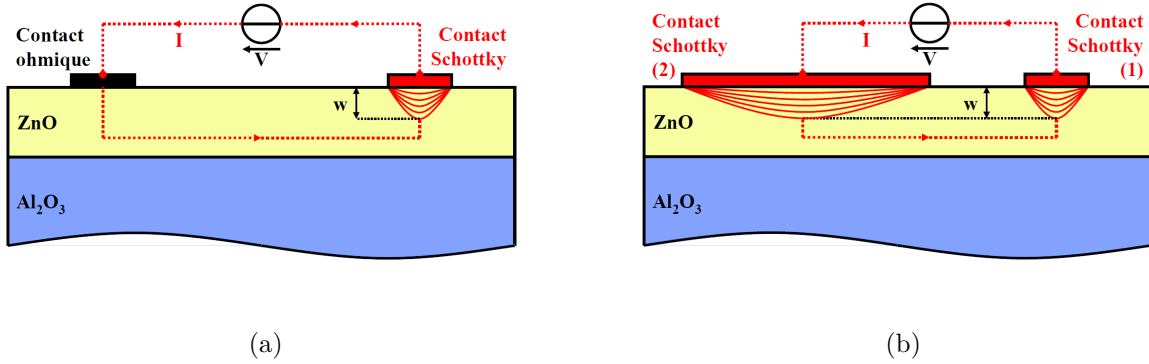 Contact
ohmique
I
V
Contact
Schottky
w
ZnO
Al₂O₃
(a)
Contact
Schottky
(2)
I
V
Contact
Schottky
(1)
w
ZnO
Al₂O₃
(b)